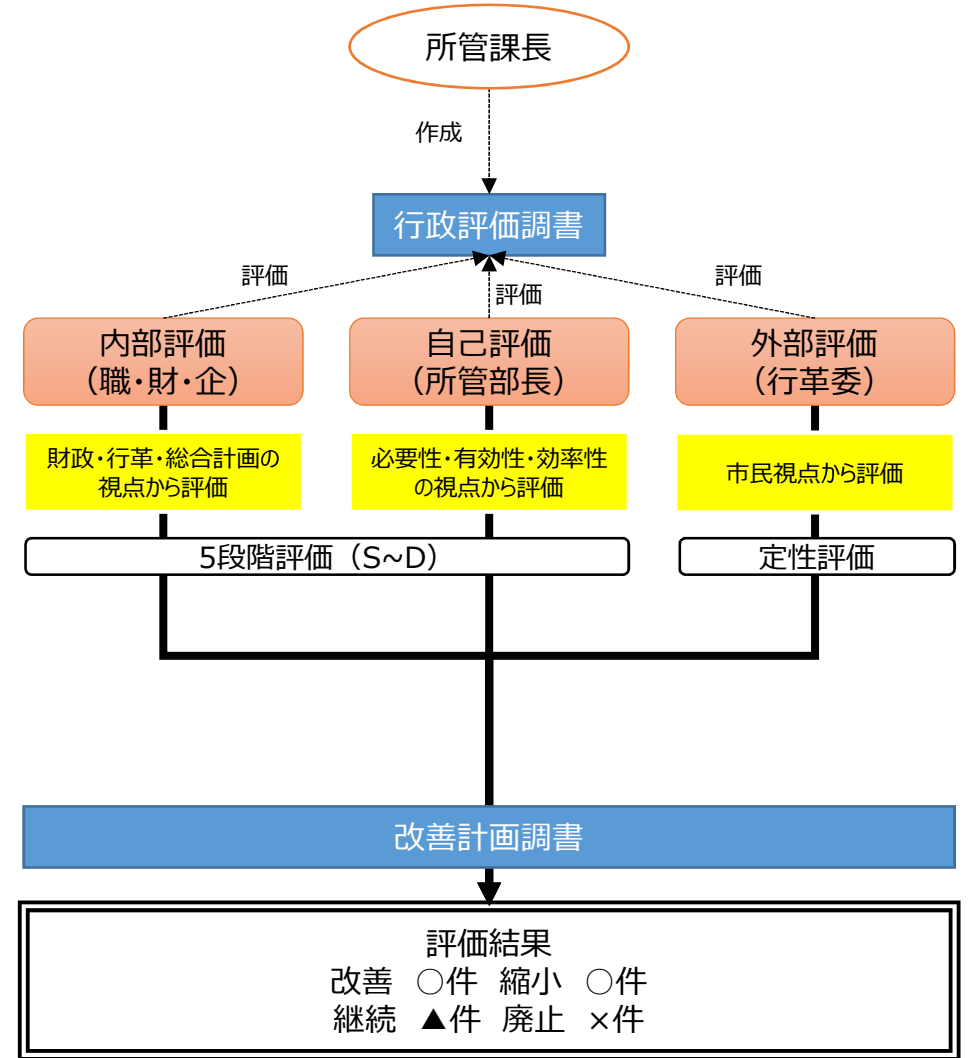 所管課長
作成
行政評価調書
評価
評価
評価
内部評価
（職・財・企）
自己評価
（所管部長）
外部評価
（行革委）
財政・行革・総合計画の
視点から評価
必要性・有効性・効率性
の視点から評価
市民視点から評価
5段階評価（S~D）
定性評価
改善計画調書
評価結果
改善　○件　縮小　○件
継続　▲件　廃止　×件